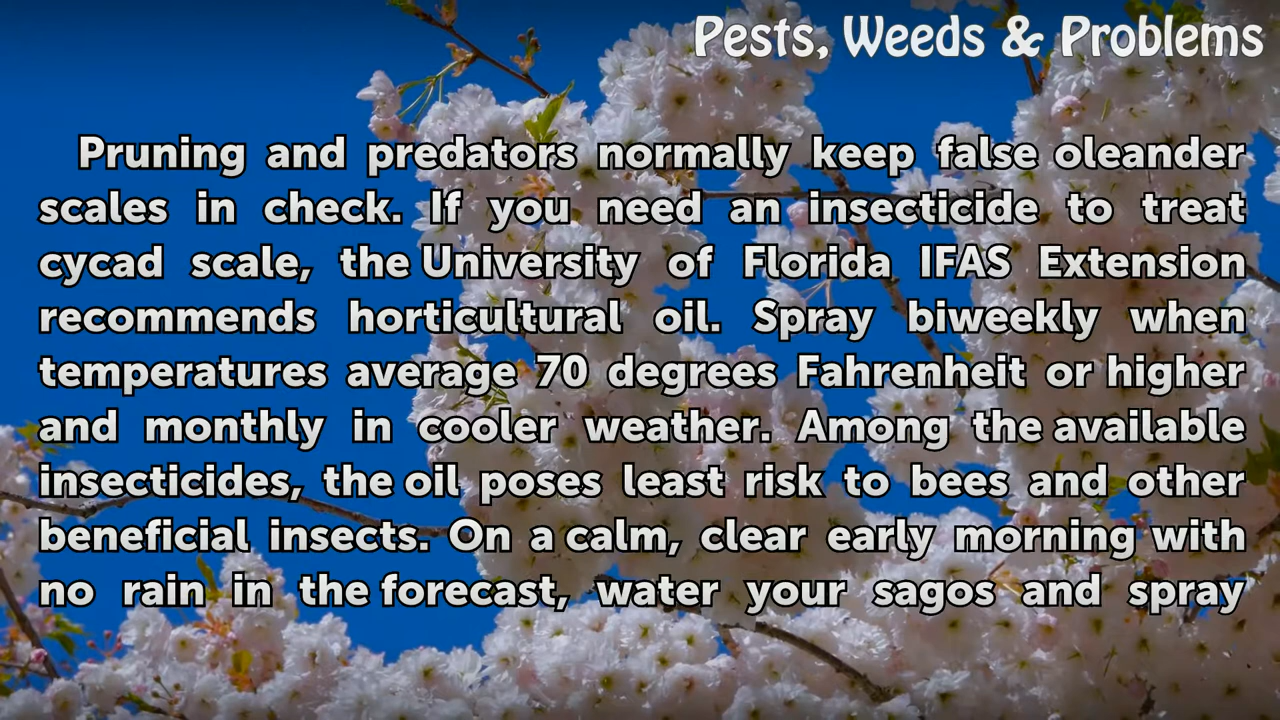 Pests, Weeds & Problems
Pruning and predators normally keep false oleander
scales in check. If you need an insecticide to treat
cycad scale, the University of Florida IFAS Extension
recommends horticultural oil. Spray biweekly when
temperatures average 70 degrees Fahrenheit or higher
and monthly in cooler weather. Among the available
insecticides, the oil poses least risk to bees and other
beneficial insects. On a calm, clear early morning with
no rain in the forecast, water your sagos and spray